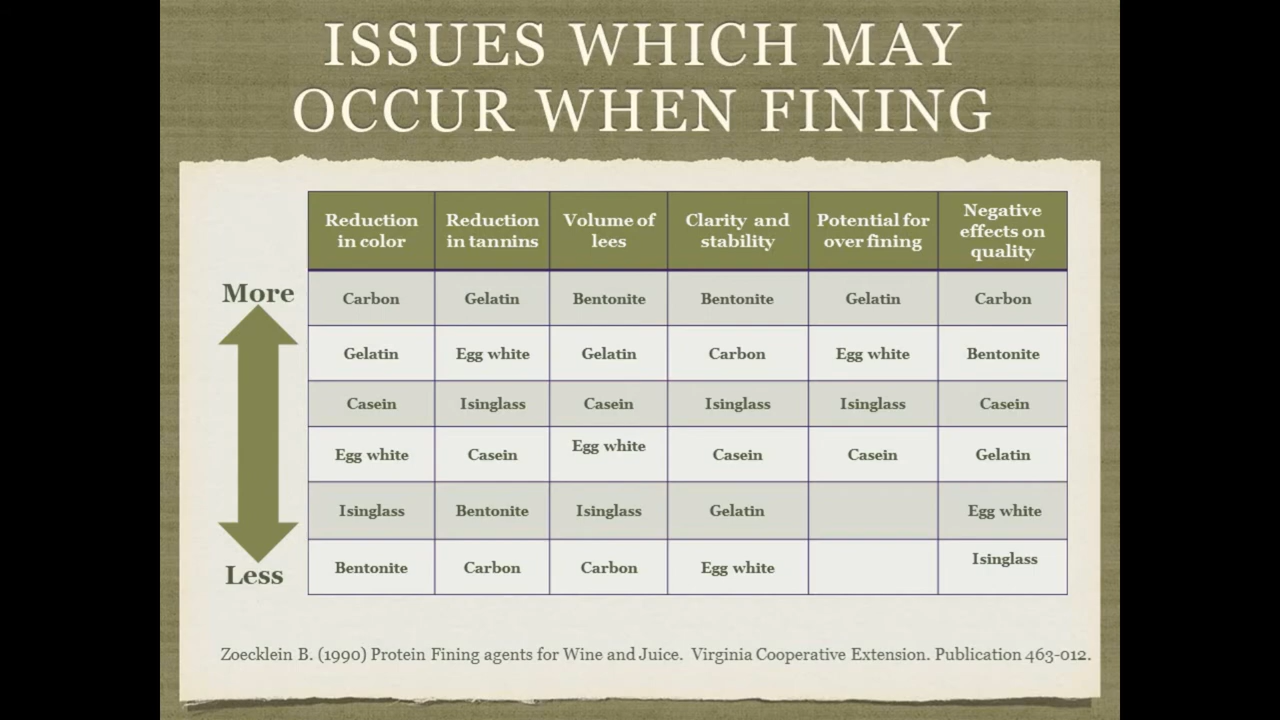 ISSUES WHICH MAY
OCCUR WHEN FINING
Reduction in color Reduction in tannins Volume of lees Clarity and stability Potential for over fining Negative effects on quality
More
Carbon Gelatin Bentonite Bentonite Gelatin Carbon
Gelatin Egg white Gelatin Carbon Egg white Bentonite
Casein Isinglass Casein Isinglass Isinglass Casein
Egg white Casein Egg white Casein Casein Gelatin
Isinglass Bentonite Isinglass Gelatin Egg white
Bentonite Carbon Carbon Egg white Isinglass
Less
Zoecklein B. (1990) Protein Fining agents for Wine and Juice. Virginia Cooperative Extension. Publication 463-012.